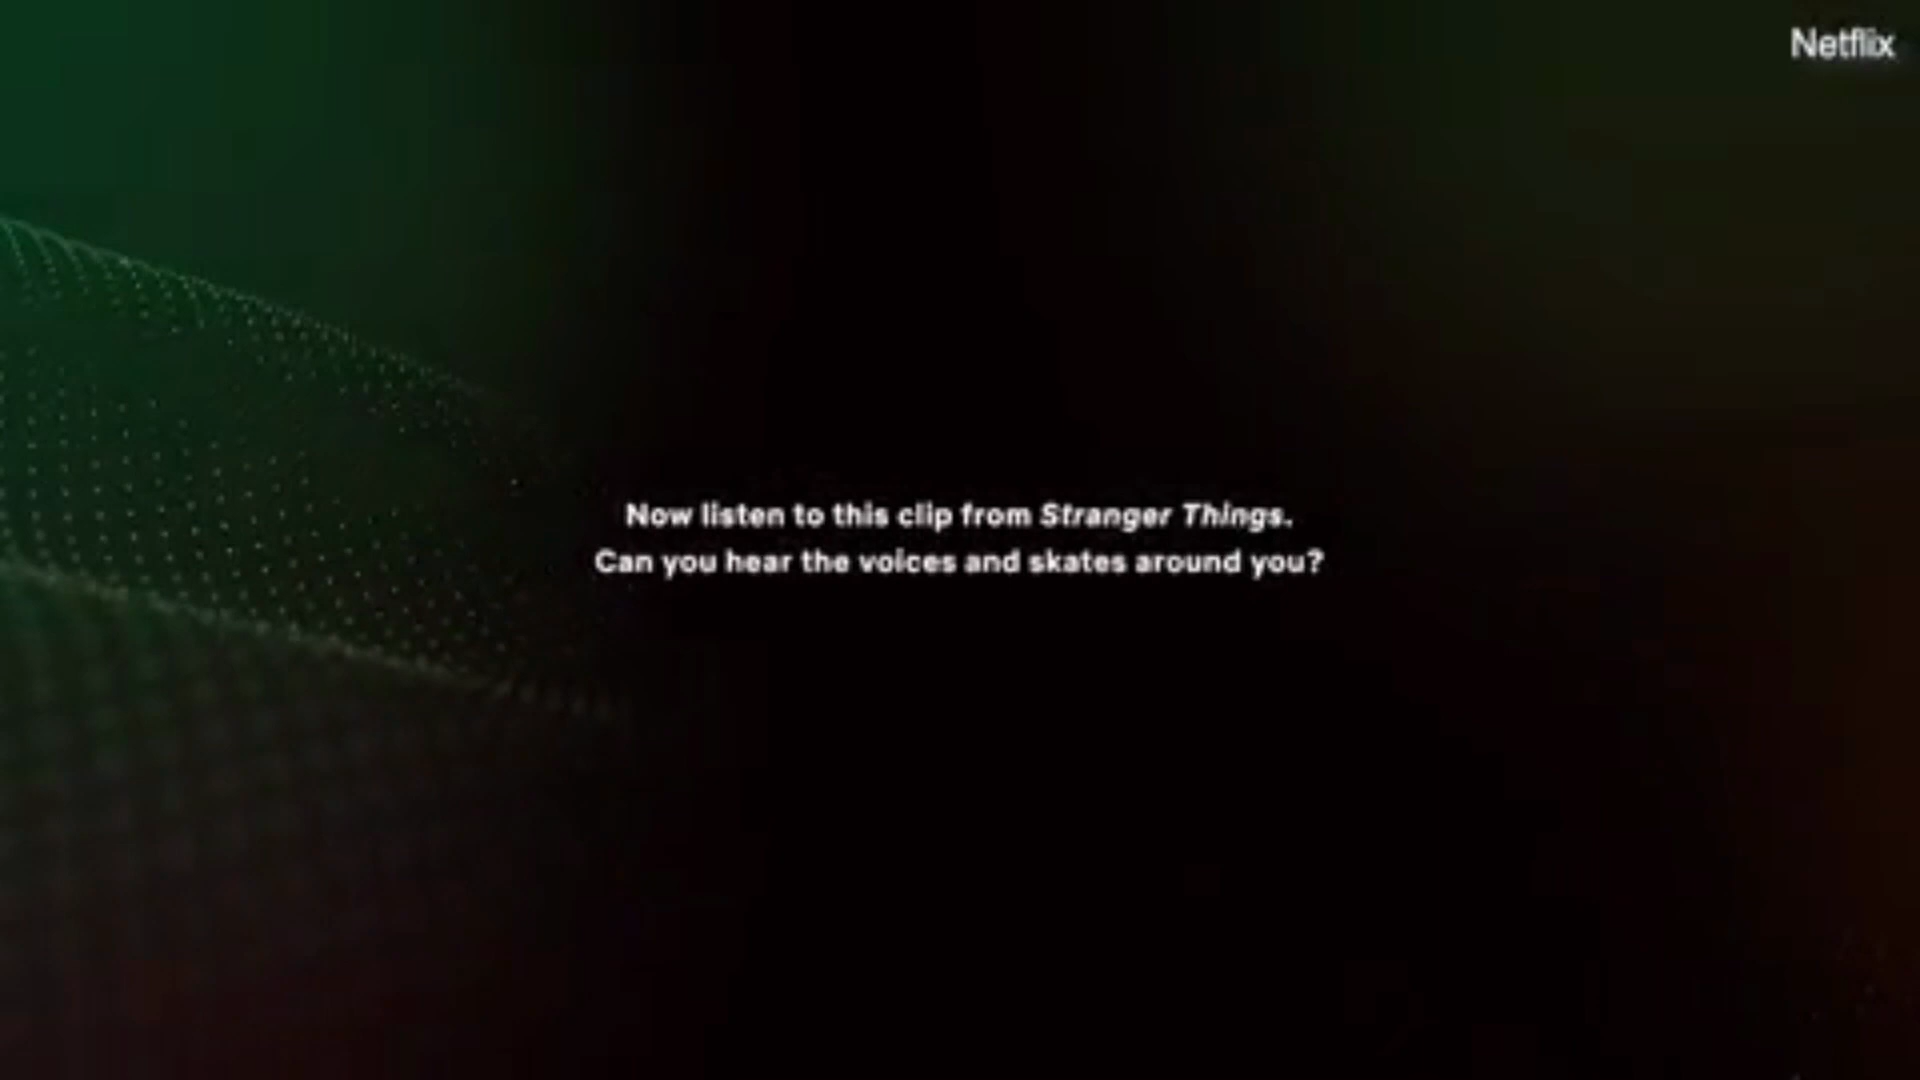 Netflix
Now listen to this clip from Stranger Things.
Can you hear the voices and skates around you?